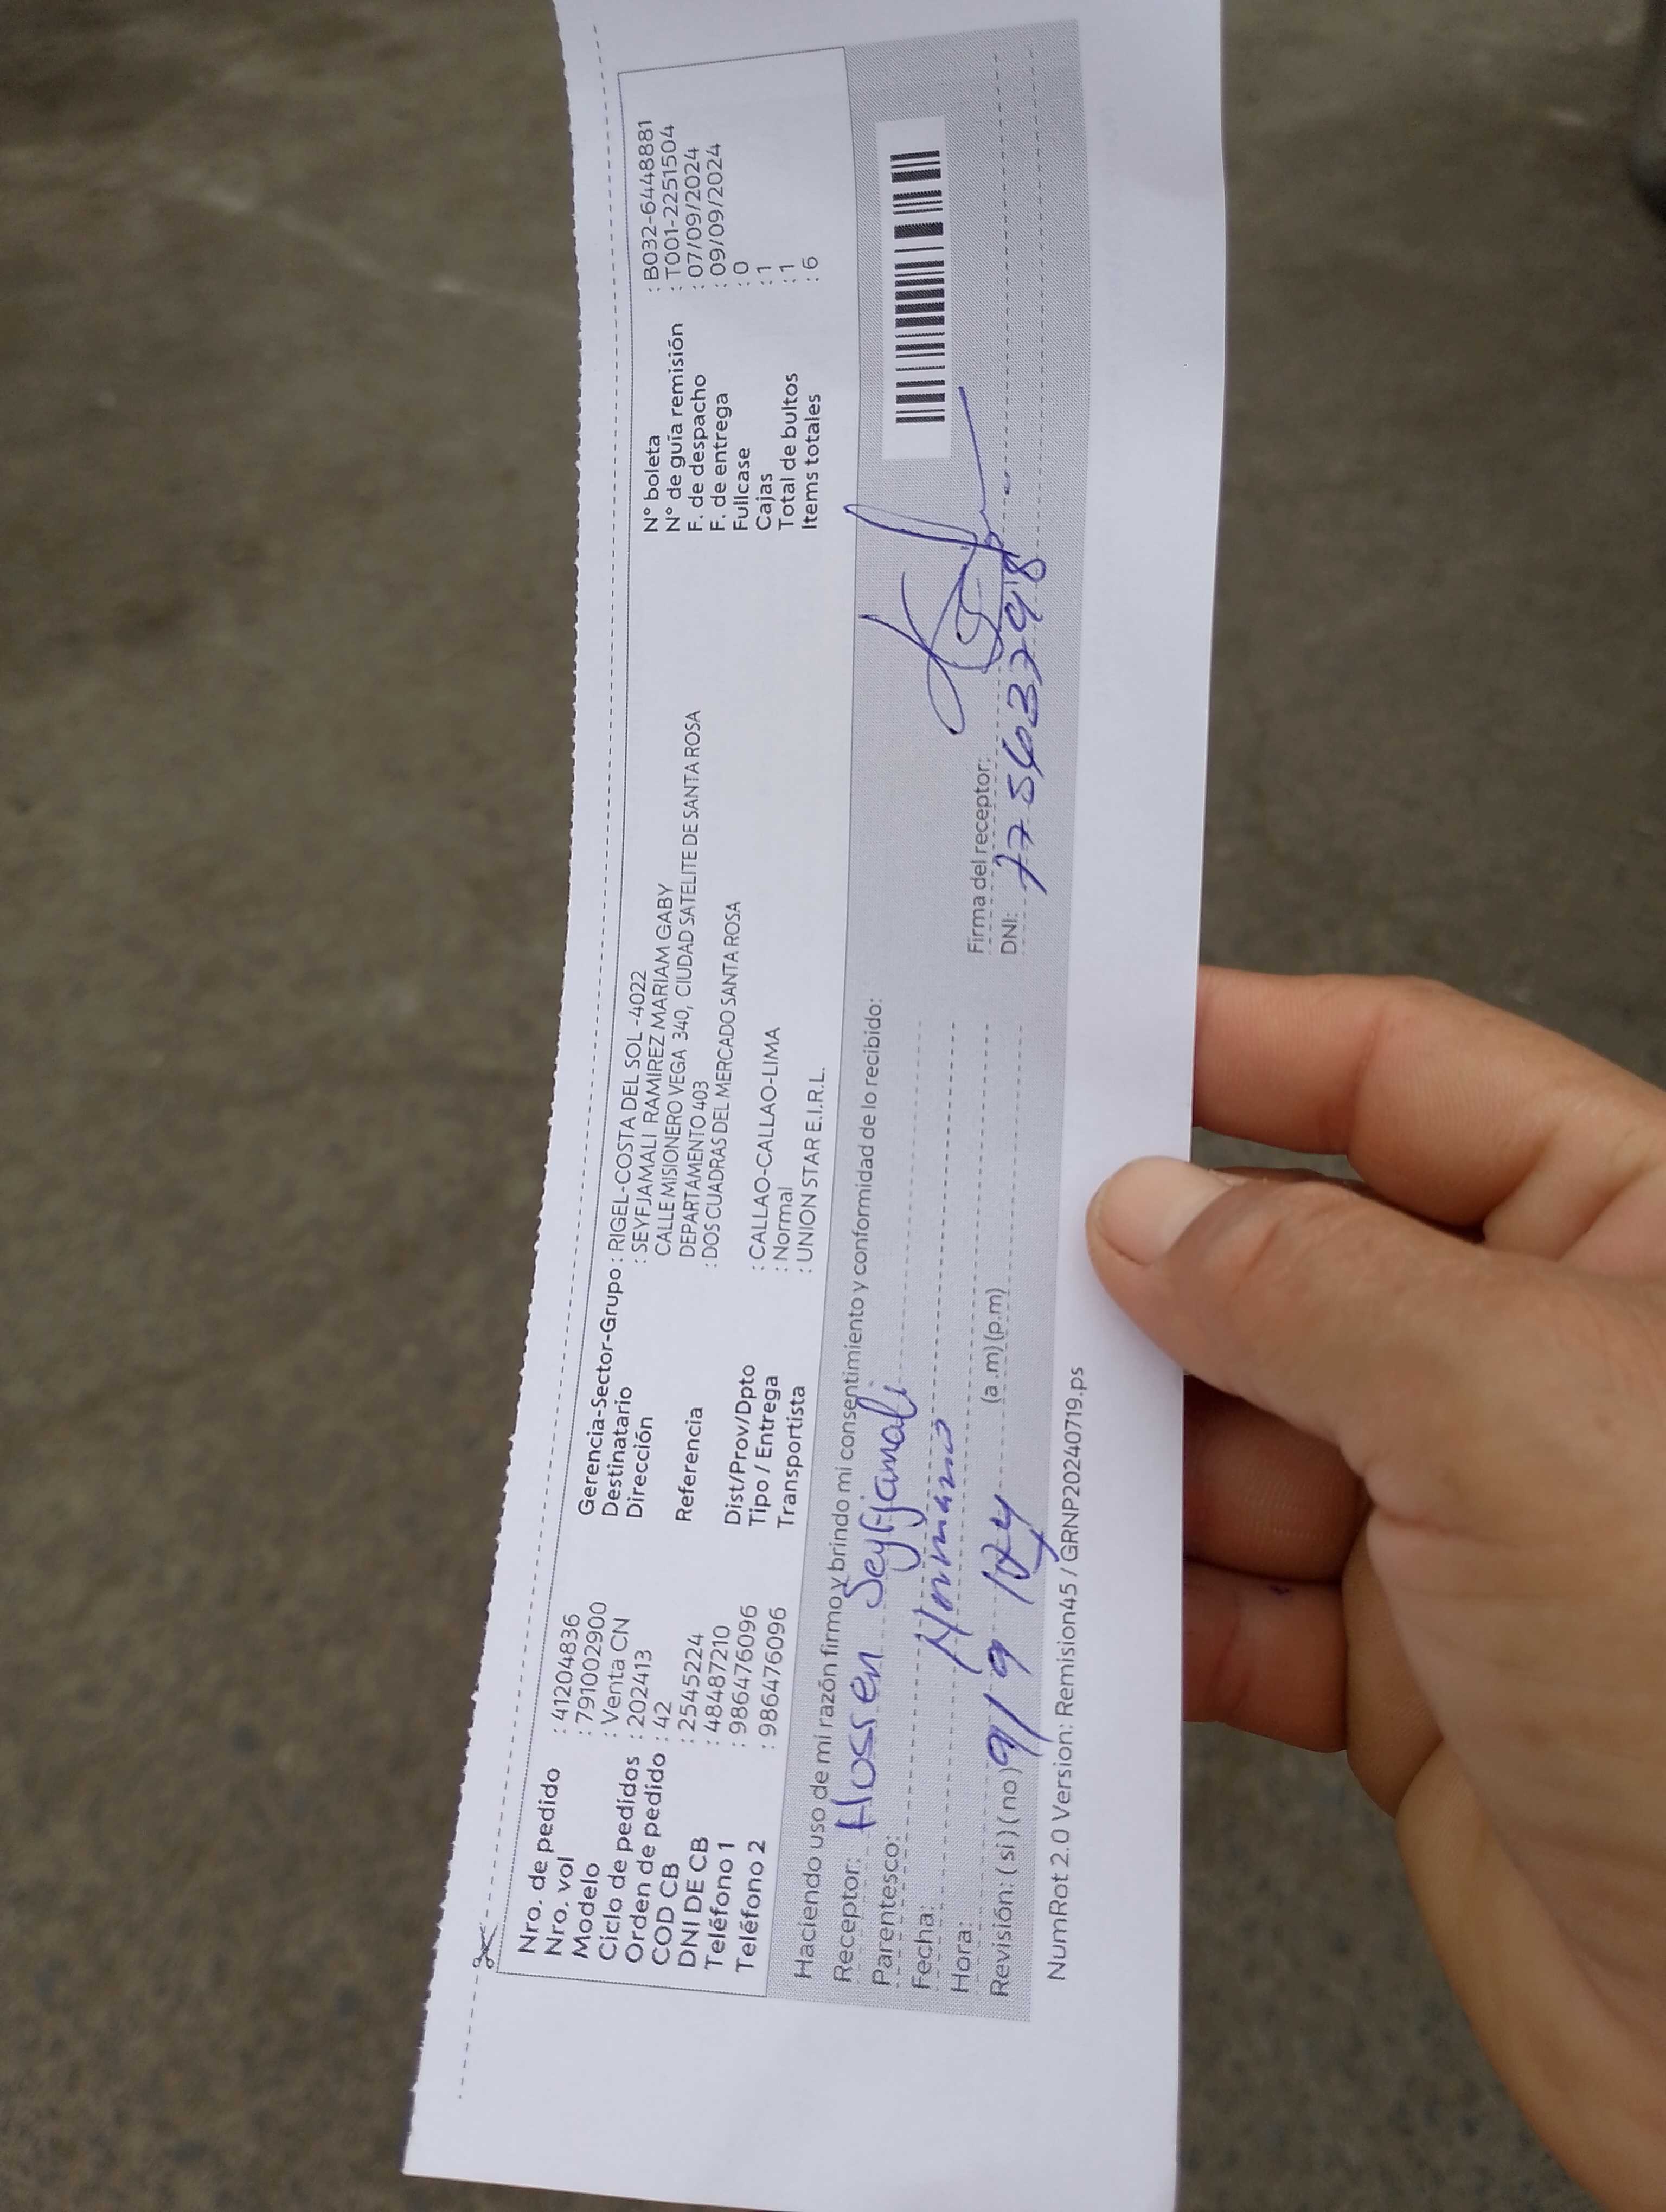 Nro. de pedido : 41204836
Nro. vol : 791002900
Modelo : Venta CN
Ciclo de pedidos : 202413
Orden de pedido : 42
COD CB : 2545224
DNI DE CB : 48487210
Teléfono 1 : 986476096
Teléfono 2 : 986476096
Gerencia-Sector-Grupo : RIGEL-COSTA DEL SOL -4022
Destinatario : SEYFJAMALI RAMIREZ MARIAM GABY
Dirección CALLE MISIONERO VEGA 340, CIUDAD SATELITE DE SANTA ROSA
DEPARTAMENTO 403
Referencia : DOS CUADRAS DEL MERCADO SANTA ROSA
Dist/Prov/Dpto : CALLAO-CALLAO-LIMA
Tipo / Entrega : Normal
Transportista : UNION STAR E.I.R.L.
N° boleta : B032-6448881
N° de guía remisión : T001-2251504
F. de despacho : 07/09/2024
F. de entrega : 09/09/2024
Fullcase : 0
Cajas : 1
Total de bultos : 1
Items totales : 6
Haciendo uso de mi razón firmo y brindo mi consentimiento y conformidad de lo recibido:
Receptor: Hossen Seyfjamali
Parentesco: Hermano
Fecha: 9/9/24
Hora: (a.m) (p.m)
Revisión: (si) (no)
Firma del receptor:
DNI: 77563798
NumRot 2.0 Version: Remision45 / GRNP20240719.ps